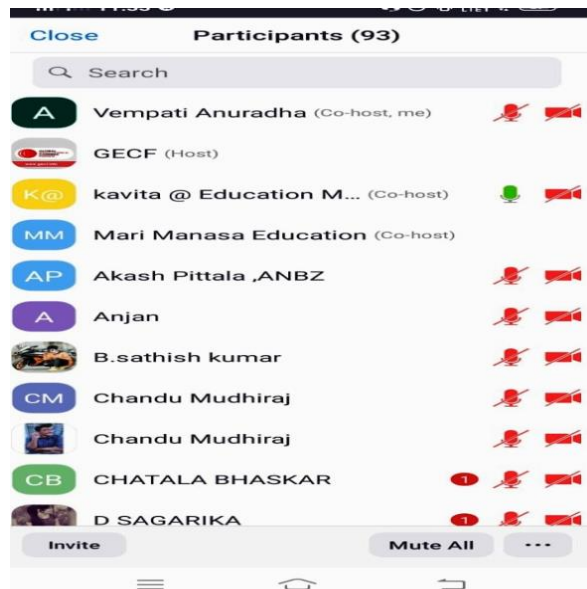 Close Participants (93)
Search
A Vempati Anuradha (Co-host, me)
GECF (Host)
K@ kavita @ Education M... (Co-host)
MM Mari Manasa Education (Co-host)
AP Akash Pittala ,ANBZ
A Anjan
B.sathish kumar
CM Chandu Mudhiraj
Chandu Mudhiraj
CB CHATALA BHASKAR 1
D SAGARIKA 1
Invite Mute All ...